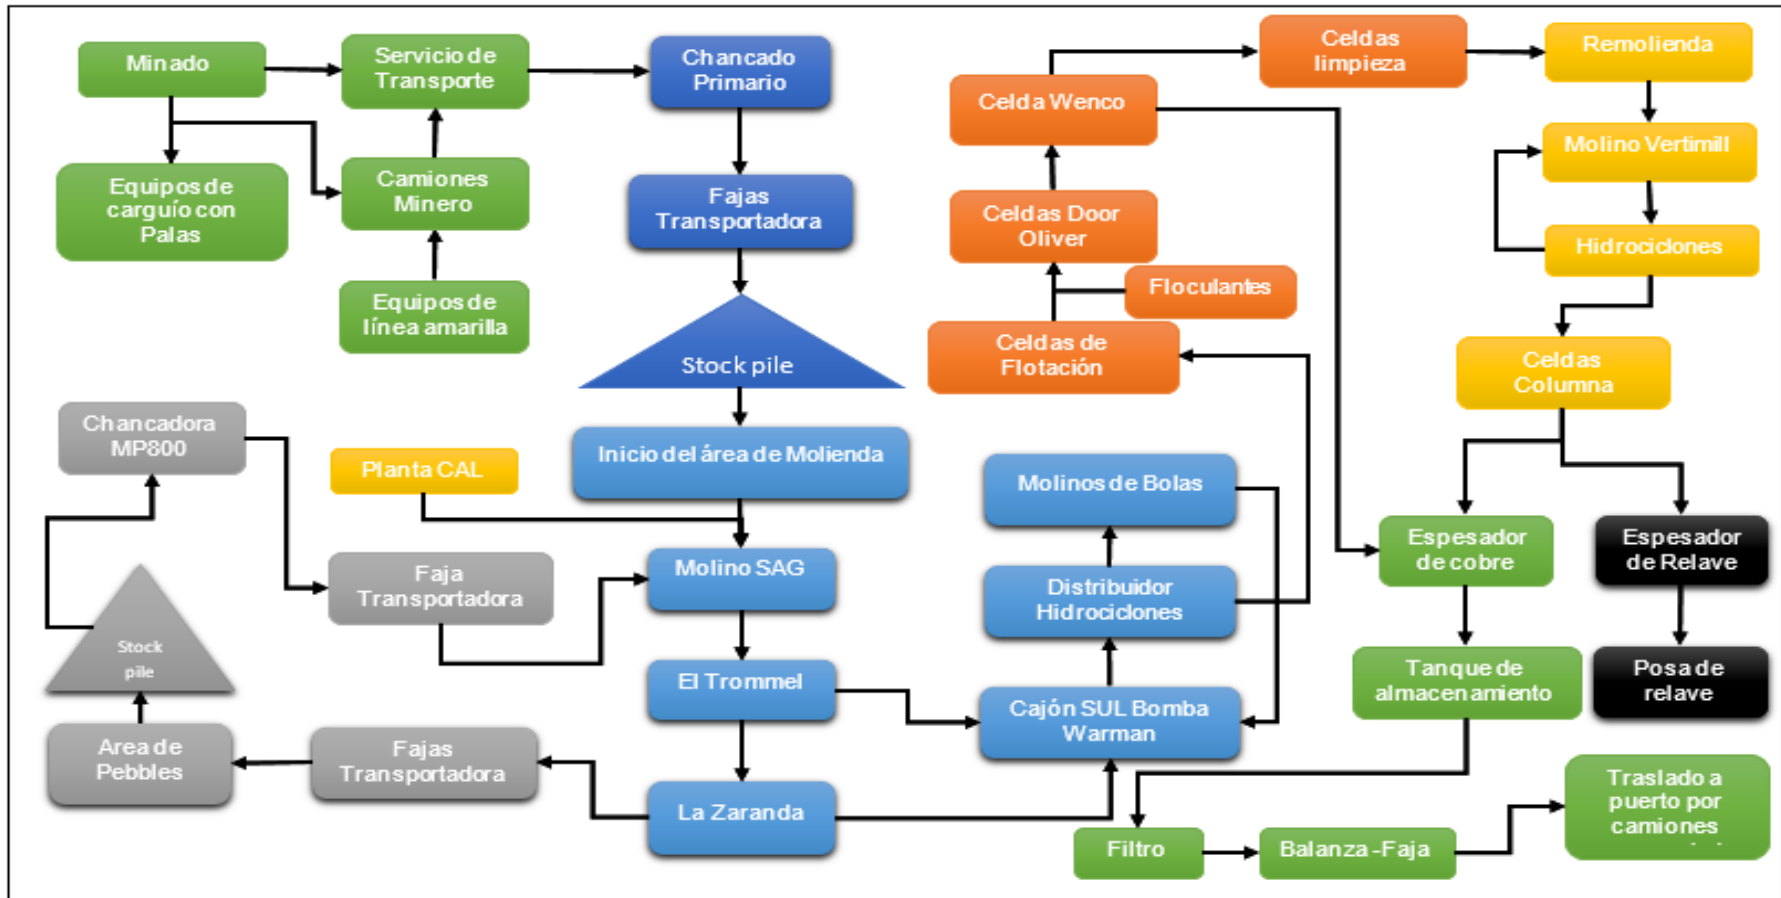 Minado
Servicio de
Transporte
Chancado
Primario
Equipos de
carguío con
Palas
Camiones
Minero
Fajas
Transportadora
Equipos de
línea amarilla
Stock pile
Inicio del área de Molienda
Chancadora
MP800
Planta CAL
Faja
Transportadora
Molino SAG
Stock
pile
El Trommel
Area de
Pebbles
Fajas
Transportadora
La Zaranda
Celda Wenco
Celdas
limpieza
Remolienda
Celdas Door
Oliver
Floculantes
Celdas de
Flotación
Molino Vertimill
Hidrociclones
Celdas
Columna
Molinos de Bolas
Distribuidor
Hidrociclones
Cajón SUL Bomba
Warman
Espesador
de cobre
Espesador
de Relave
Tanque de
almacenamiento
Posa de
relave
Filtro
Balanza -Faja
Traslado a
puerto por
camiones